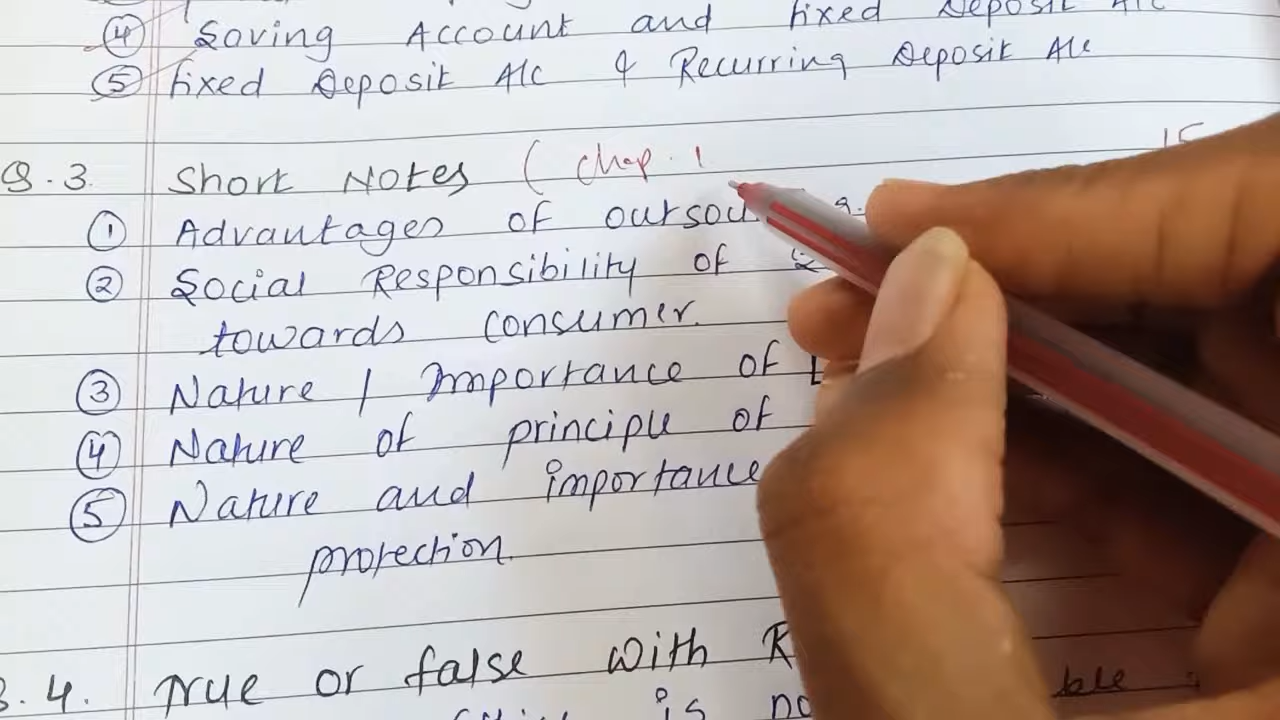 ④ Saving Account and fixed Deposit A/c
⑤ fixed Deposit A/c & Recurring Deposit A/c
Q.3. Short Notes ( Chap. 1 15
① Advantages of
② Social Responsibility of
towards consumer.
③ Nature / Importance of
④ Nature of principle of
⑤ Nature and importance
protection.
Q.4. True or false with R
is